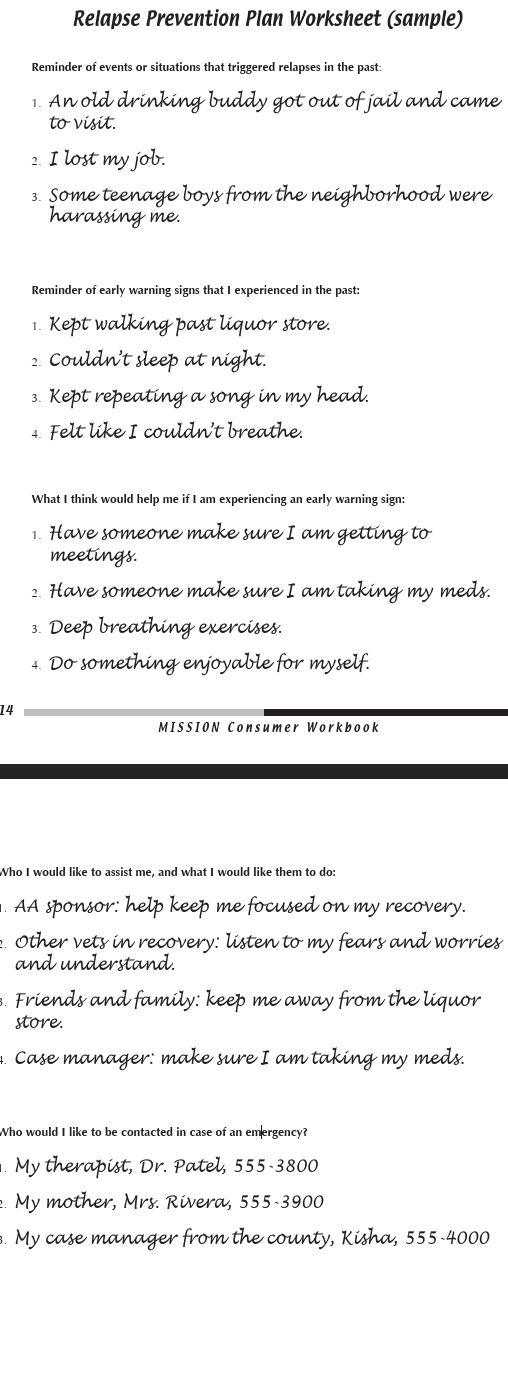 Relapse Prevention Plan Worksheet (sample)
Reminder of events or situations that triggered relapses in the past:
1. An old drinking buddy got out of jail and came
to visit.
2. I lost my job.
3. Some teenage boys from the neighborhood were
harassing me.
Reminder of early warning signs that I experienced in the past:
1. Kept walking past liquor store.
2. Couldn't sleep at night.
3. Kept repeating a song in my head.
4. Felt like I couldn't breathe.
What I think would help me if I am experiencing an early warning sign:
1. Have someone make sure I am getting to
meetings.
2. Have someone make sure I am taking my meds.
3. Deep breathing exercises.
4. Do something enjoyable for myself.
14
MISSION Consumer Workbook
Who I would like to assist me, and what I would like them to do:
1. AA sponsor: help keep me focused on my recovery.
2. Other vets in recovery: listen to my fears and worries
and understand.
3. Friends and family: keep me away from the liquor
store.
4. Case manager: make sure I am taking my meds.
Who would I like to be contacted in case of an emergency?
1. My therapist, Dr. Patel, 555-3800
2. My mother, Mrs. Rivera, 555-3900
3. My case manager from the county, Kisha, 555-4000